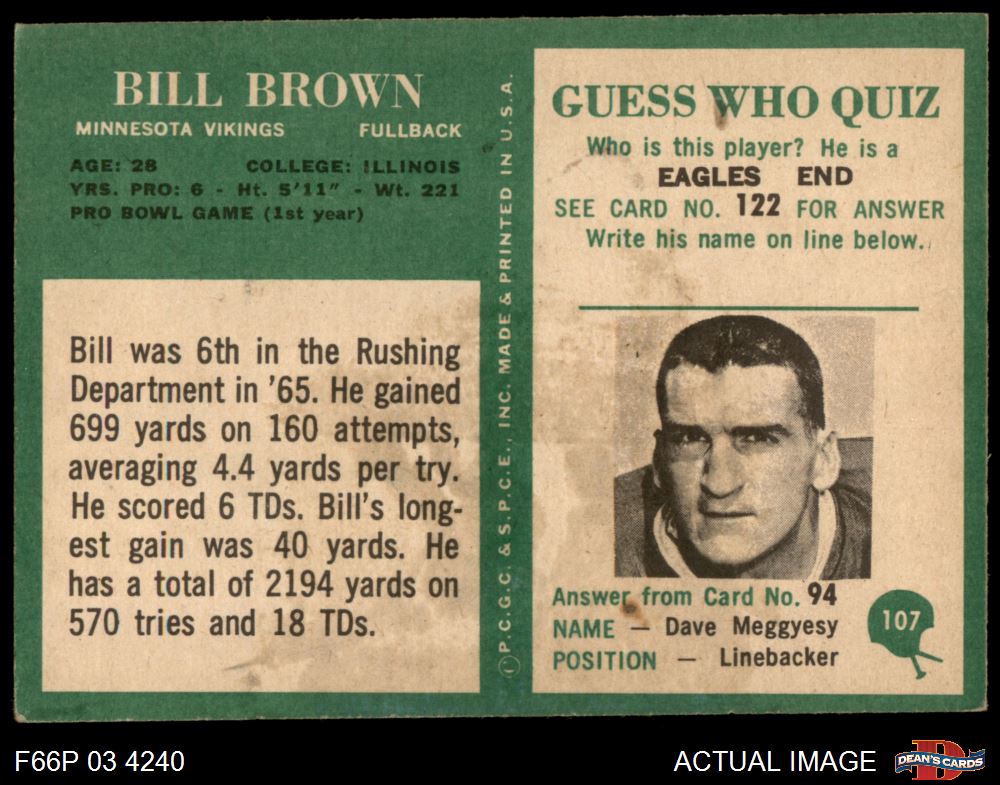 BILL BROWN
MINNESOTA VIKINGS FULLBACK
AGE: 28 COLLEGE: ILLINOIS
YRS. PRO: 6 - Ht. 5'11" - Wt. 221
PRO BOWL GAME (1st year)
Bill was 6th in the Rushing
Department in '65. He gained
699 yards on 160 attempts,
averaging 4.4 yards per try.
He scored 6 TDs. Bill's long-
est gain was 40 yards. He
has a total of 2194 yards on
570 tries and 18 TDs.
©P.C.G.C. & S.P.C.E., INC. MADE & PRINTED IN U.S.A.
GUESS WHO QUIZ
Who is this player? He is a
EAGLES END
SEE CARD NO. 122 FOR ANSWER
Write his name on line below.
Answer from Card No. 94
NAME — Dave Meggyesy
POSITION — Linebacker
107
F66P 03 4240
ACTUAL IMAGE
DEAN'S CARDS